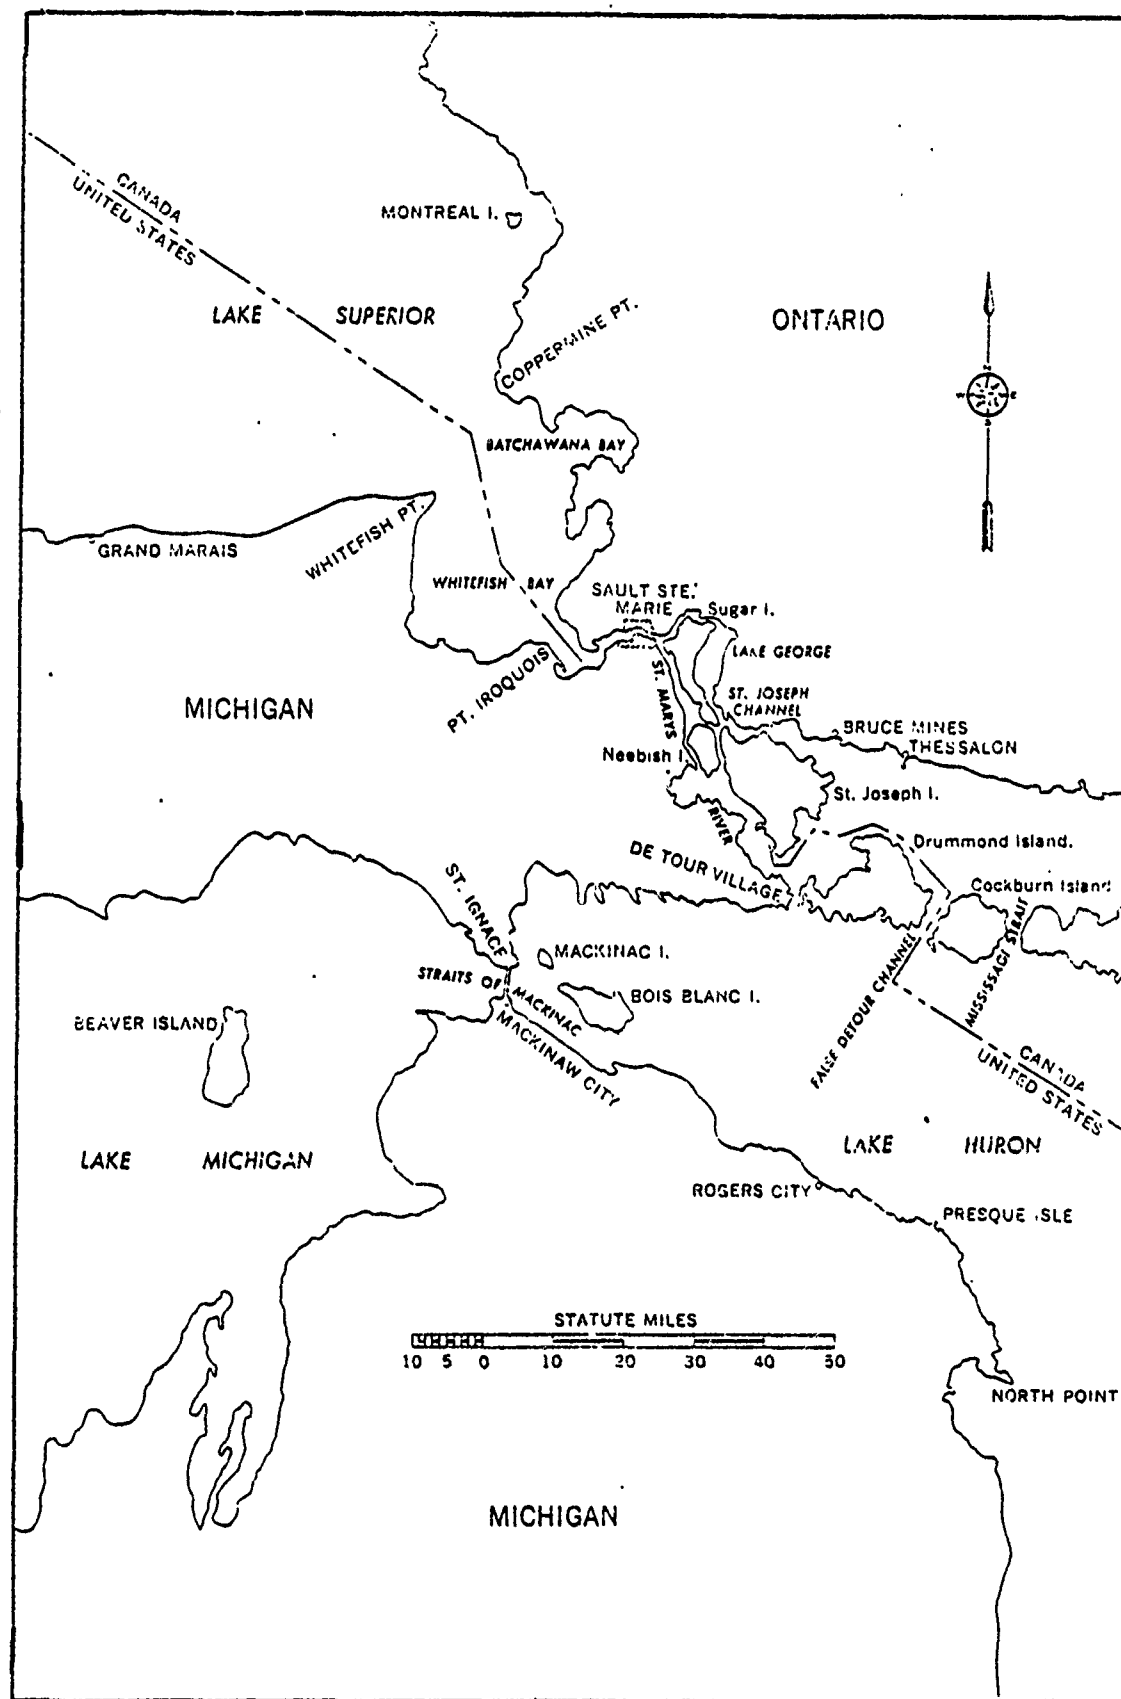 CANADA
UNITED STATES
MONTREAL I.
LAKE SUPERIOR
COPPERMINE PT.
ONTARIO
N
W E
S
BATCHAWANA BAY
WHITEFISH PT.
GRAND MARAIS
WHITEFISH BAY
SAULT STE.
MARIE
Sugar I.
LAKE GEORGE
PT. IROQUOIS
MICHIGAN
ST. MARYS
ST. JOSEPH
CHANNEL
BRUCE MINES
THESSALON
Neebish I.
St. Joseph I.
RIVER
Drummond Island.
DE TOUR VILLAGE
Cockburn Island
ST. IGNACE
MACKINAC I.
STRAITS OF MACKINAC
BOIS BLANC I.
FALSE DETOUR CHANNEL
MISSISSAGI STRAIT
BEAVER ISLAND
MACKINAW CITY
CANADA
UNITED STATES
LAKE MICHIGAN
LAKE HURON
ROGERS CITY
PRESQUE ISLE
STATUTE MILES
10 5 0 10 20 30 40 50
NORTH POINT
MICHIGAN